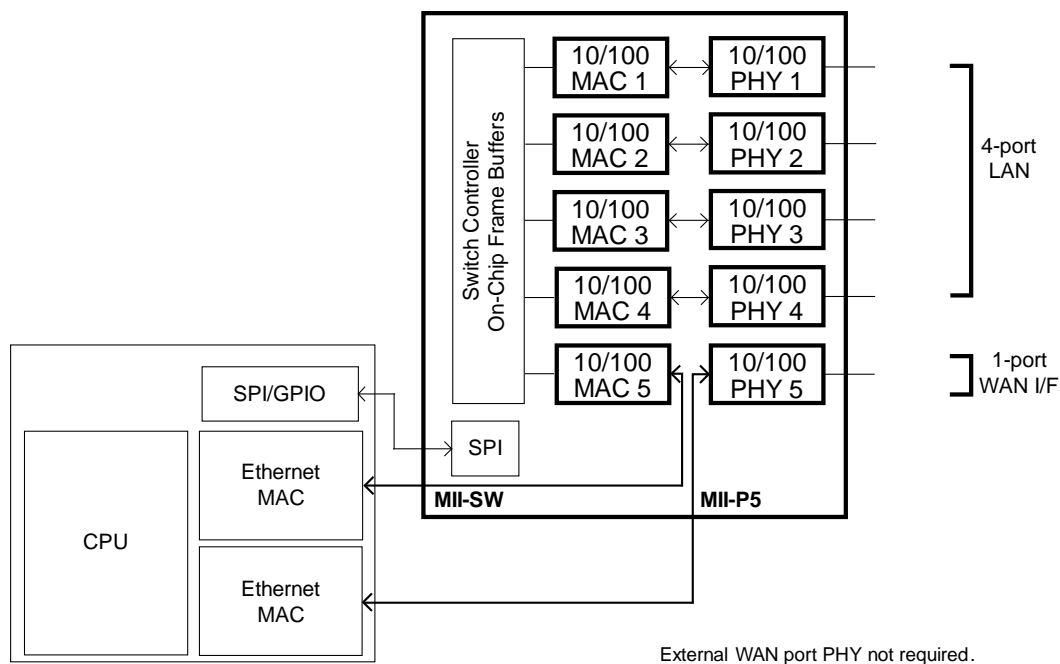 Switch Controller
On-Chip Frame Buffers
10/100
MAC 1
10/100
PHY 1
10/100
MAC 2
10/100
PHY 2
10/100
MAC 3
10/100
PHY 3
10/100
MAC 4
10/100
PHY 4
10/100
MAC 5
10/100
PHY 5
4-port
LAN
1-port
WAN I/F
SPI/GPIO
SPI
Ethernet
MAC
MII-SW
MII-P5
CPU
Ethernet
MAC
External WAN port PHY not required.